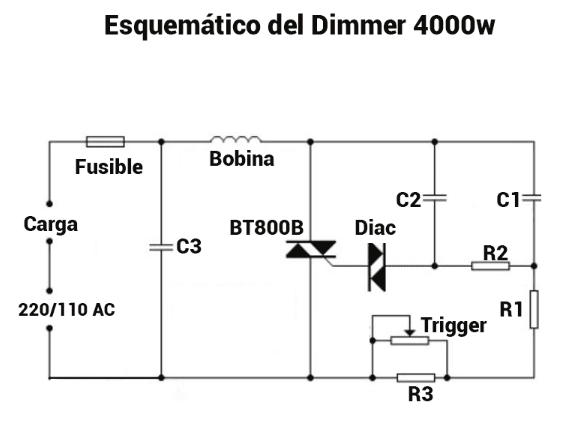 Esquemático del Dimmer 4000w
Fusible
Bobina
C2
C1
Carga
BT800B
Diac
C3
R2
220/110 AC
R1
Trigger
R3